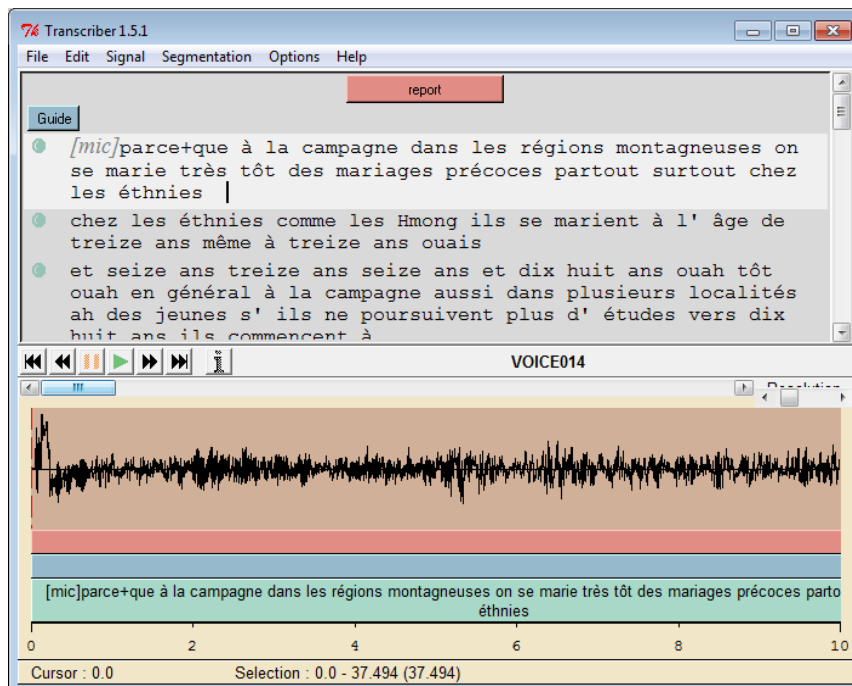 Transcriber 1.5.1
File Edit Signal Segmentation Options Help
report
Guide
[mic]parce+que à la campagne dans les régions montagneuses on
se marie très tôt des mariages précoces partout surtout chez
les éthnies
chez les éthnies comme les Hmong ils se marient à l' âge de
treize ans même à treize ans ouais
et seize ans treize ans seize ans et dix huit ans ouah tôt
ouah en général à la campagne aussi dans plusieurs localités
ah des jeunes s' ils ne poursuivent plus d' études vers dix
huit ans ils commencent à
VOICE014
Resolution
[mic]parce+que à la campagne dans les régions montagneuses on se marie très tôt des mariages précoces parto
éthnies
0 2 4 6 8 10
Cursor : 0.0 Selection : 0.0 - 37.494 (37.494)